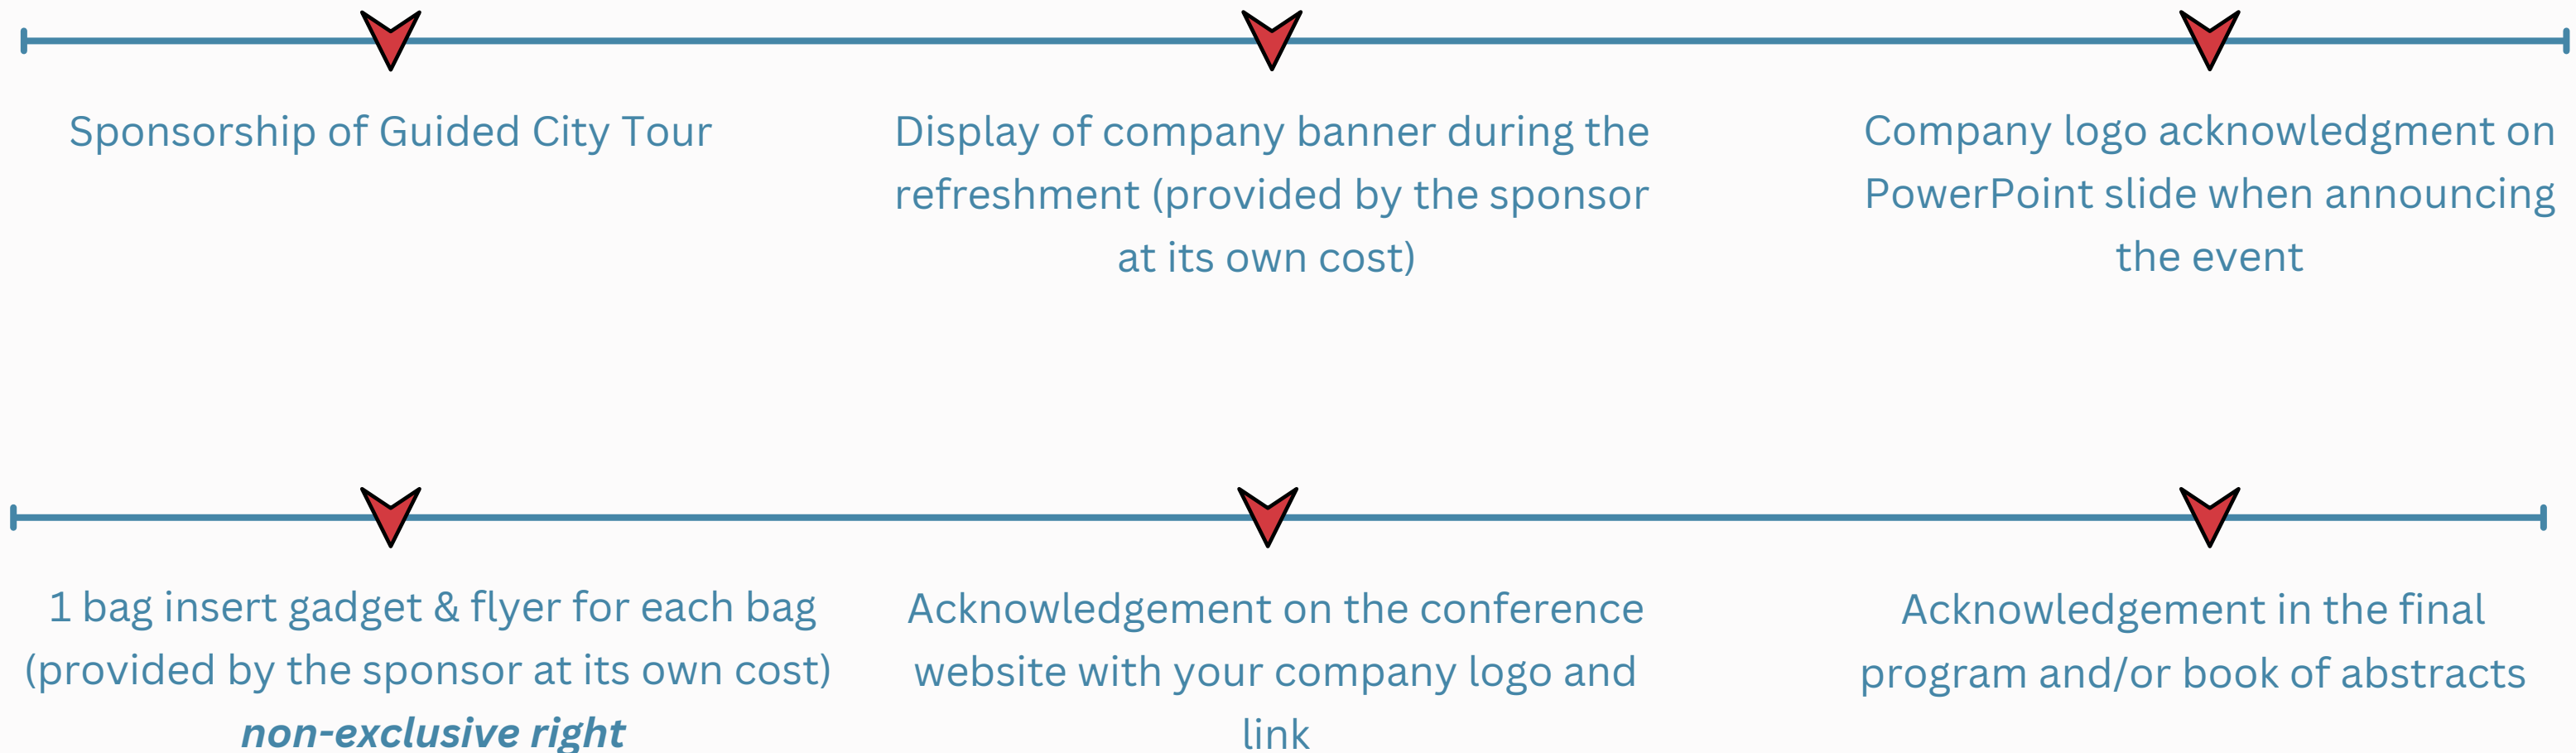 Sponsorship of Guided City Tour
Display of company banner during the
refreshment (provided by the sponsor
at its own cost)
Company logo acknowledgment on
PowerPoint slide when announcing
the event
1 bag insert gadget & flyer for each bag
(provided by the sponsor at its own cost)
non-exclusive right
Acknowledgement on the conference
website with your company logo and
link
Acknowledgement in the final
program and/or book of abstracts